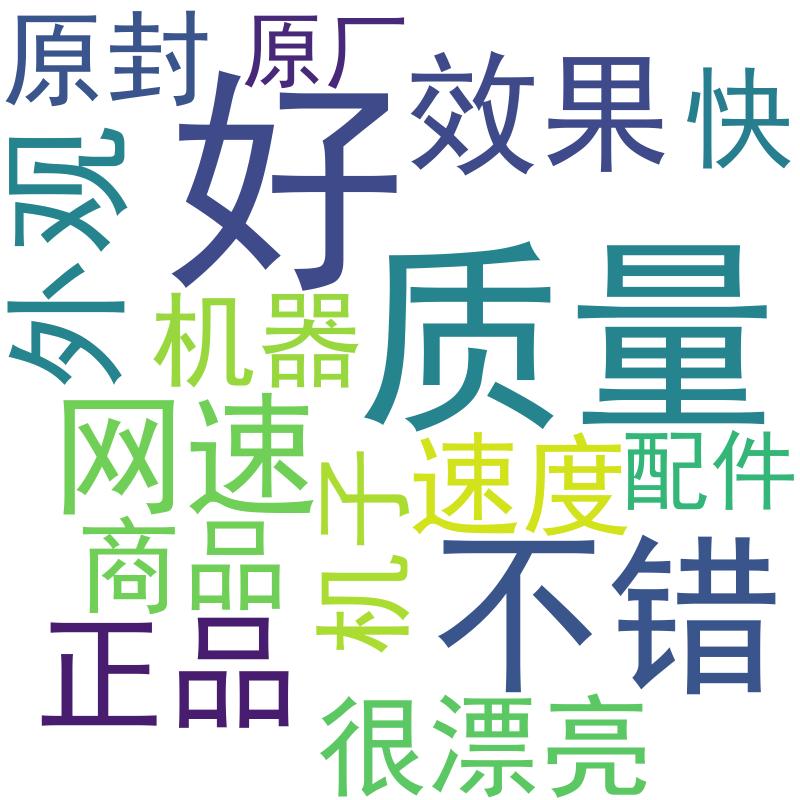 原封
原厂
好
效果
快
外观
质量
机器
网速
机子
速度
配件
商品
不错
正品
很漂亮